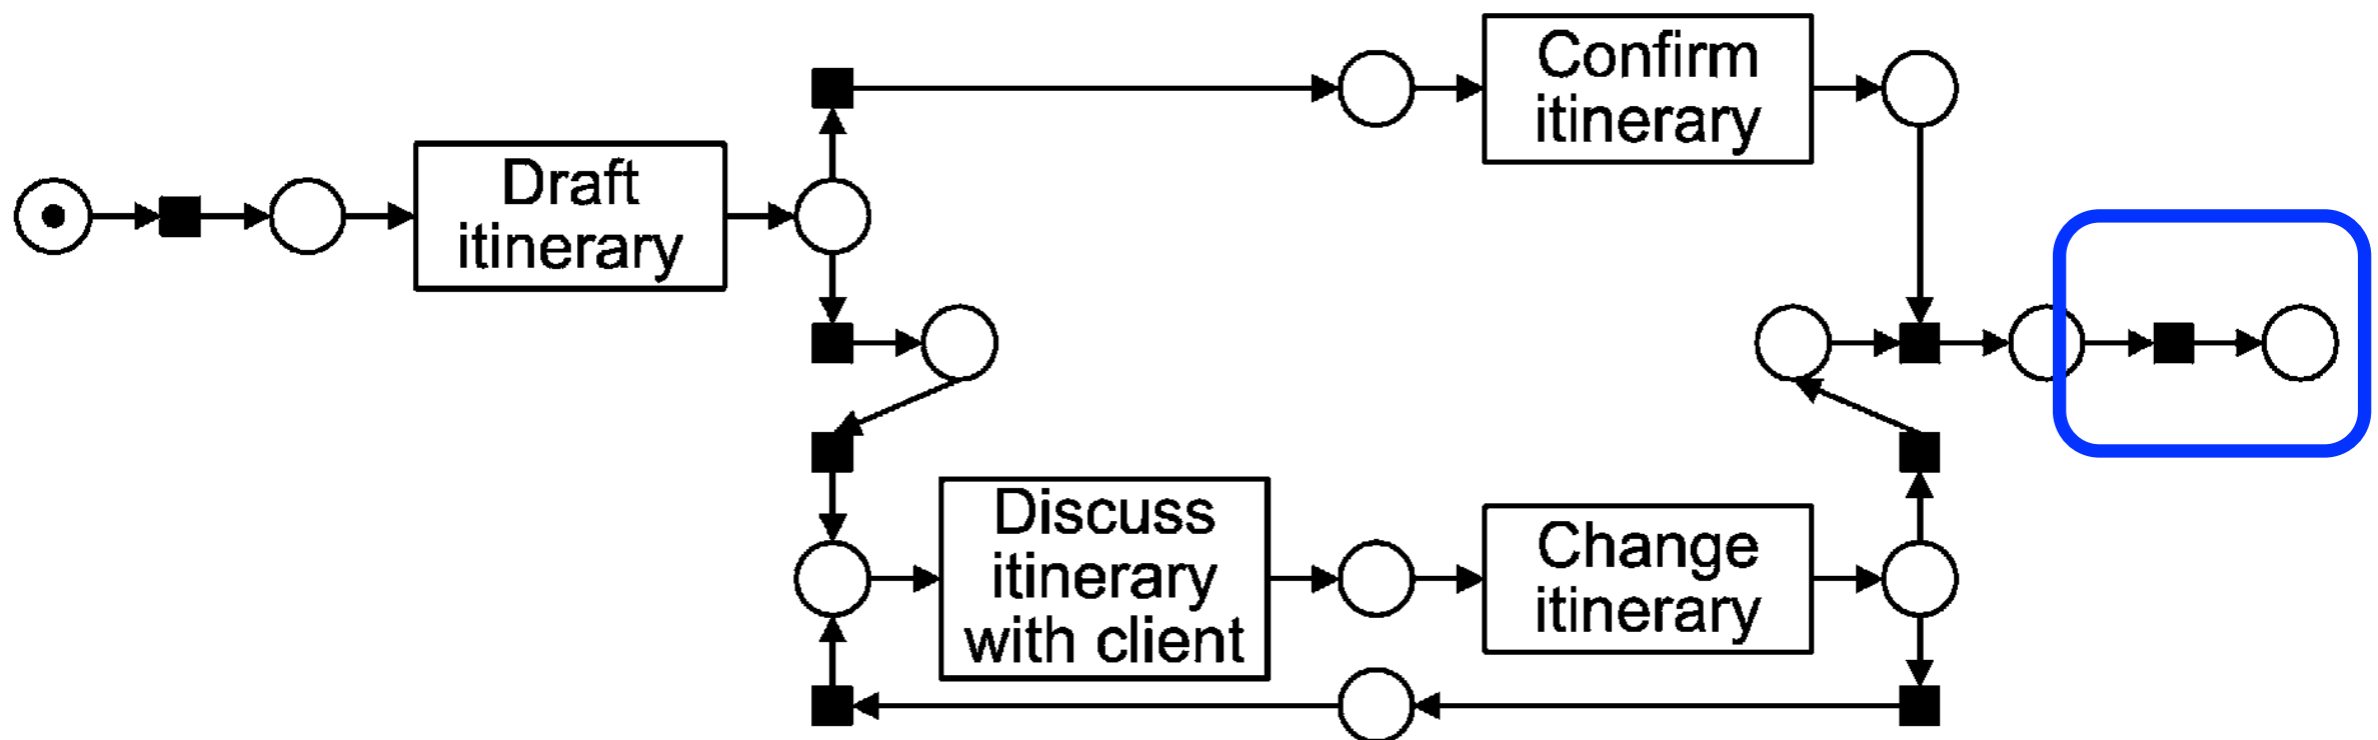 Draft
itinerary
Confirm
itinerary
Discuss
itinerary
with client
Change
itinerary